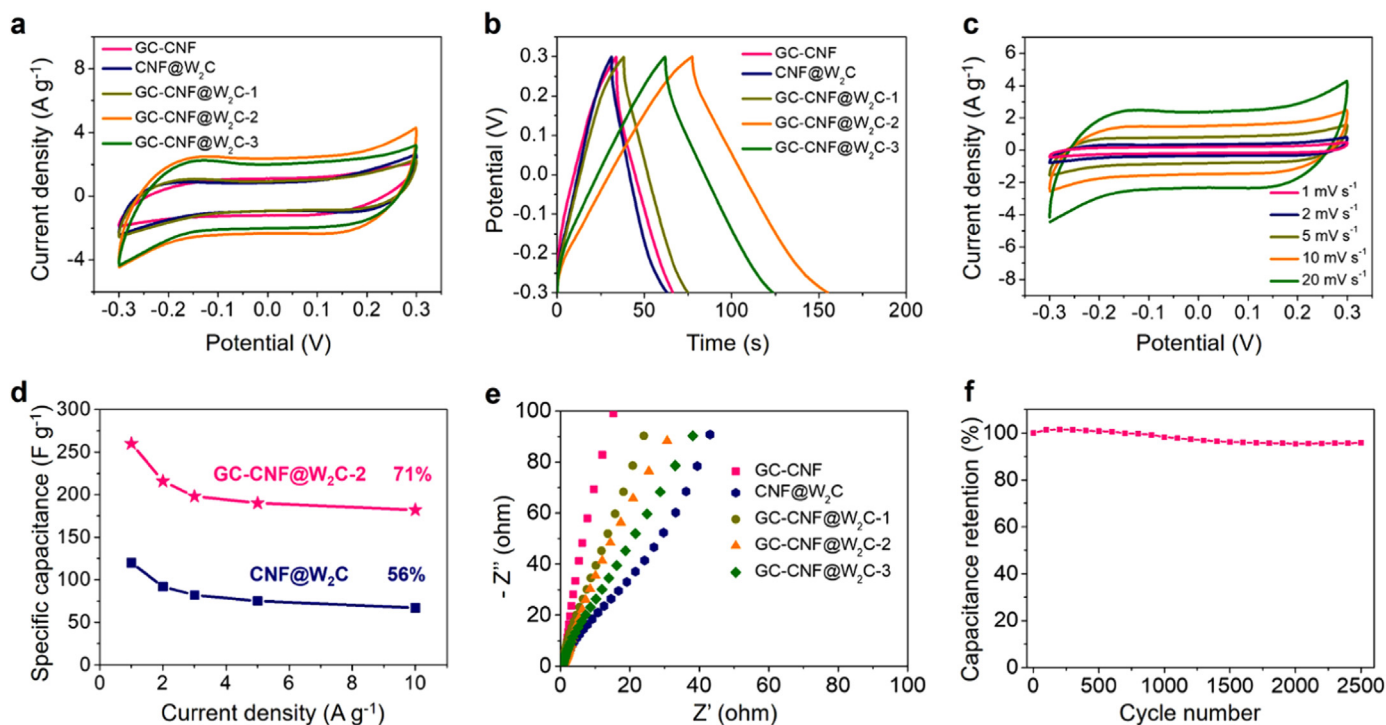 a
Current density (A g⁻¹)
8
4
0
-4
-0.3 -0.2 -0.1 0.0 0.1 0.2 0.3
Potential (V)
GC-CNF
CNF@W₂C
GC-CNF@W₂C-1
GC-CNF@W₂C-2
GC-CNF@W₂C-3
b
Potential (V)
0.3
0.2
0.1
0.0
-0.1
-0.2
-0.3
0 50 100 150 200
Time (s)
GC-CNF
CNF@W₂C
GC-CNF@W₂C-1
GC-CNF@W₂C-2
GC-CNF@W₂C-3
c
Current density (A g⁻¹)
6
4
2
0
-2
-4
-6
-8
-0.3 -0.2 -0.1 0.0 0.1 0.2 0.3
Potential (V)
1 mV s⁻¹
2 mV s⁻¹
5 mV s⁻¹
10 mV s⁻¹
20 mV s⁻¹
d
Specific capacitance (F g⁻¹)
300
250
200
150
100
50
0
0 2 4 6 8 10
Current density (A g⁻¹)
GC-CNF@W₂C-2 71%
CNF@W₂C 56%
e
- Z'' (ohm)
100
80
60
40
20
0
0 20 40 60 80 100
Z' (ohm)
GC-CNF
CNF@W₂C
GC-CNF@W₂C-1
GC-CNF@W₂C-2
GC-CNF@W₂C-3
f
Capacitance retention (%)
100
80
60
40
20
0
0 500 1000 1500 2000 2500
Cycle number